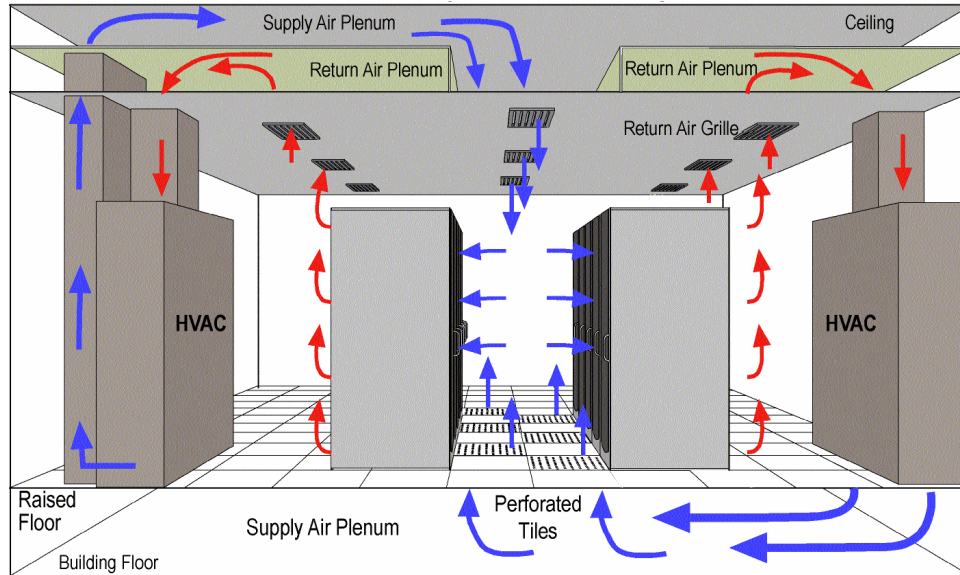 Supply Air Plenum
Ceiling
Return Air Plenum
Return Air Plenum
Return Air Grille
HVAC
HVAC
Raised
Floor
Perforated
Tiles
Supply Air Plenum
Building Floor